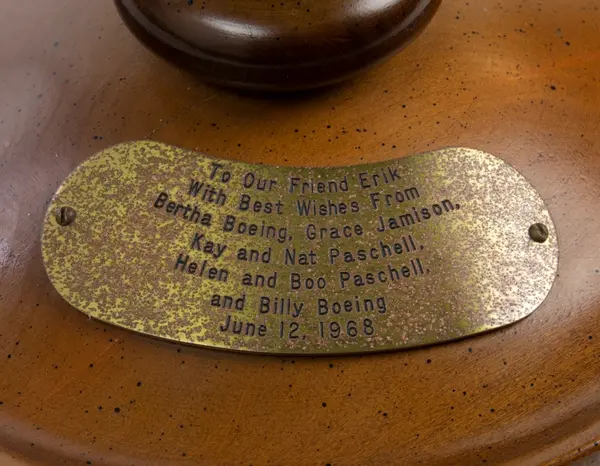 To Our Friend Erik
With Best Wishes From
Bertha Boeing, Grace Jamison,
Kay and Nat Paschell,
Helen and Boo Paschell,
and Billy Boeing
June 12, 1968